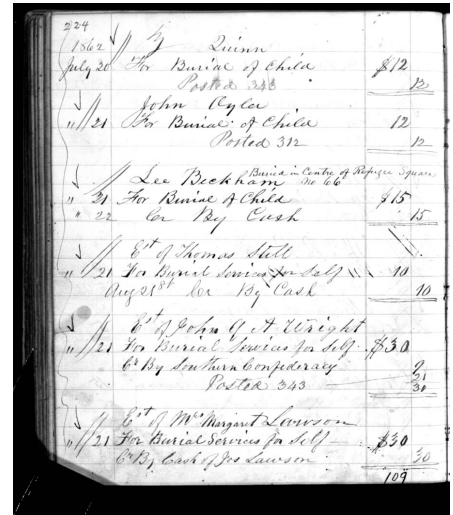 224
1862 // Quinn
July 20 For Burial of Child $12
Posted 343 12
John
" // 21 For Burial of Child 12
Posted 312 12
Buried in Centre of Refugee Square
Lee Beckham No 66
" 21 For Burial of Child $15
" 22 Cr By Cash 15
Est of Thomas Still
" // 21 For Burial Services for Self 10
Aug 21st Cr By Cash 10
Est of John G A Wright
" // 21 For Burial Services for Self $30
Cr By Southern Confederacy 9
Posted 343 21
30
Est of Mrs Margaret Lawson
" // 21 For Burial Services for Self $30
Cr By Cash of Jos Lawson 30
109